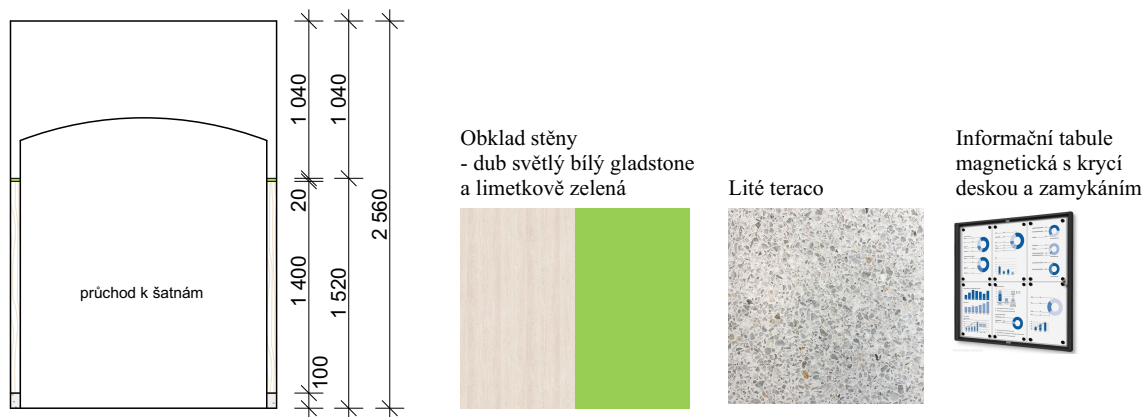 1 040
20
1 400
100
1 040
1 520
2 560
průchod k šatnám
Obklad stěny
- dub světlý bílý gladstone
a limetkově zelená
Lité teraco
Informační tabule
magnetická s krycí
deskou a zamykáním